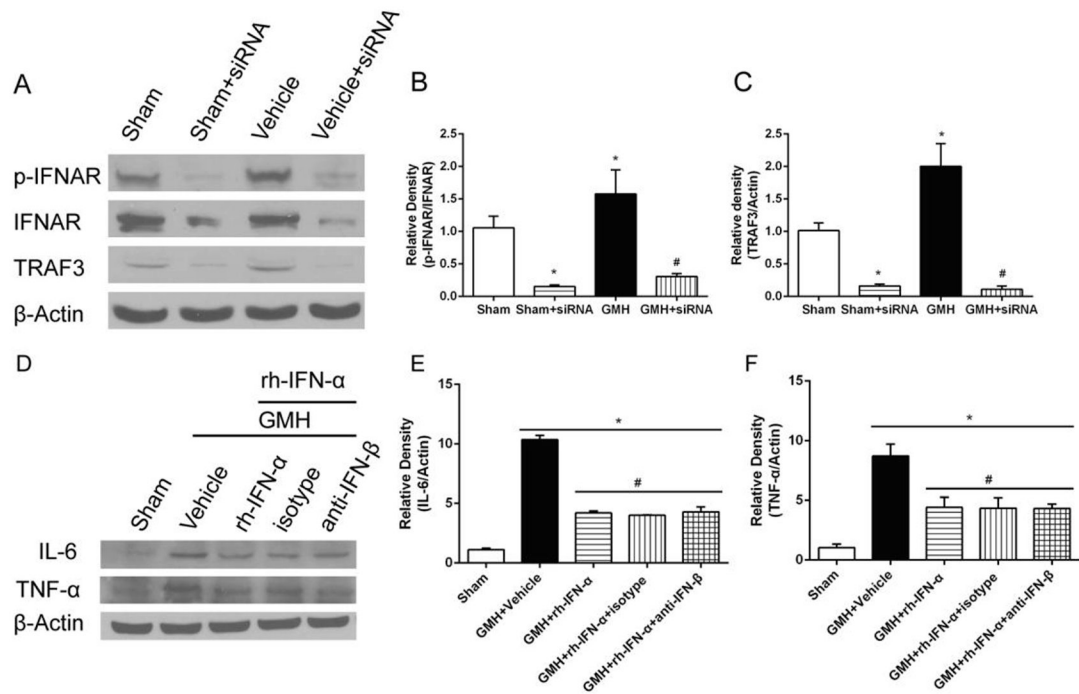 A
Sham
Sham+siRNA
Vehicle
Vehicle+siRNA
p-IFNAR
IFNAR
TRAF3
β-Actin
B
Relative Density
(p-IFNAR/IFNAR)
2.5
2.0
1.5
1.0
0.5
0.0
*
*
#
Sham
Sham+siRNA
GMH
GMH+siRNA
C
Relative density
(TRAF3/Actin)
2.5
2.0
1.5
1.0
0.5
0.0
*
*
#
Sham
Sham+siRNA
GMH
GMH+siRNA
D
rh-IFN-α
GMH
Sham
Vehicle
rh-IFN-α
isotype
anti-IFN-β
IL-6
TNF-α
β-Actin
E
Relative Density
(IL-6/Actin)
15
10
5
0
*
#
Sham
GMH+Vehicle
GMH+rh-IFN-α
GMH+rh-IFN-α+isotype
GMH+rh-IFN-α+anti-IFN-β
F
Relative Density
(TNF-α/Actin)
15
10
5
0
*
#
Sham
GMH+Vehicle
GMH+rh-IFN-α
GMH+rh-IFN-α+isotype
GMH+rh-IFN-α+anti-IFN-β